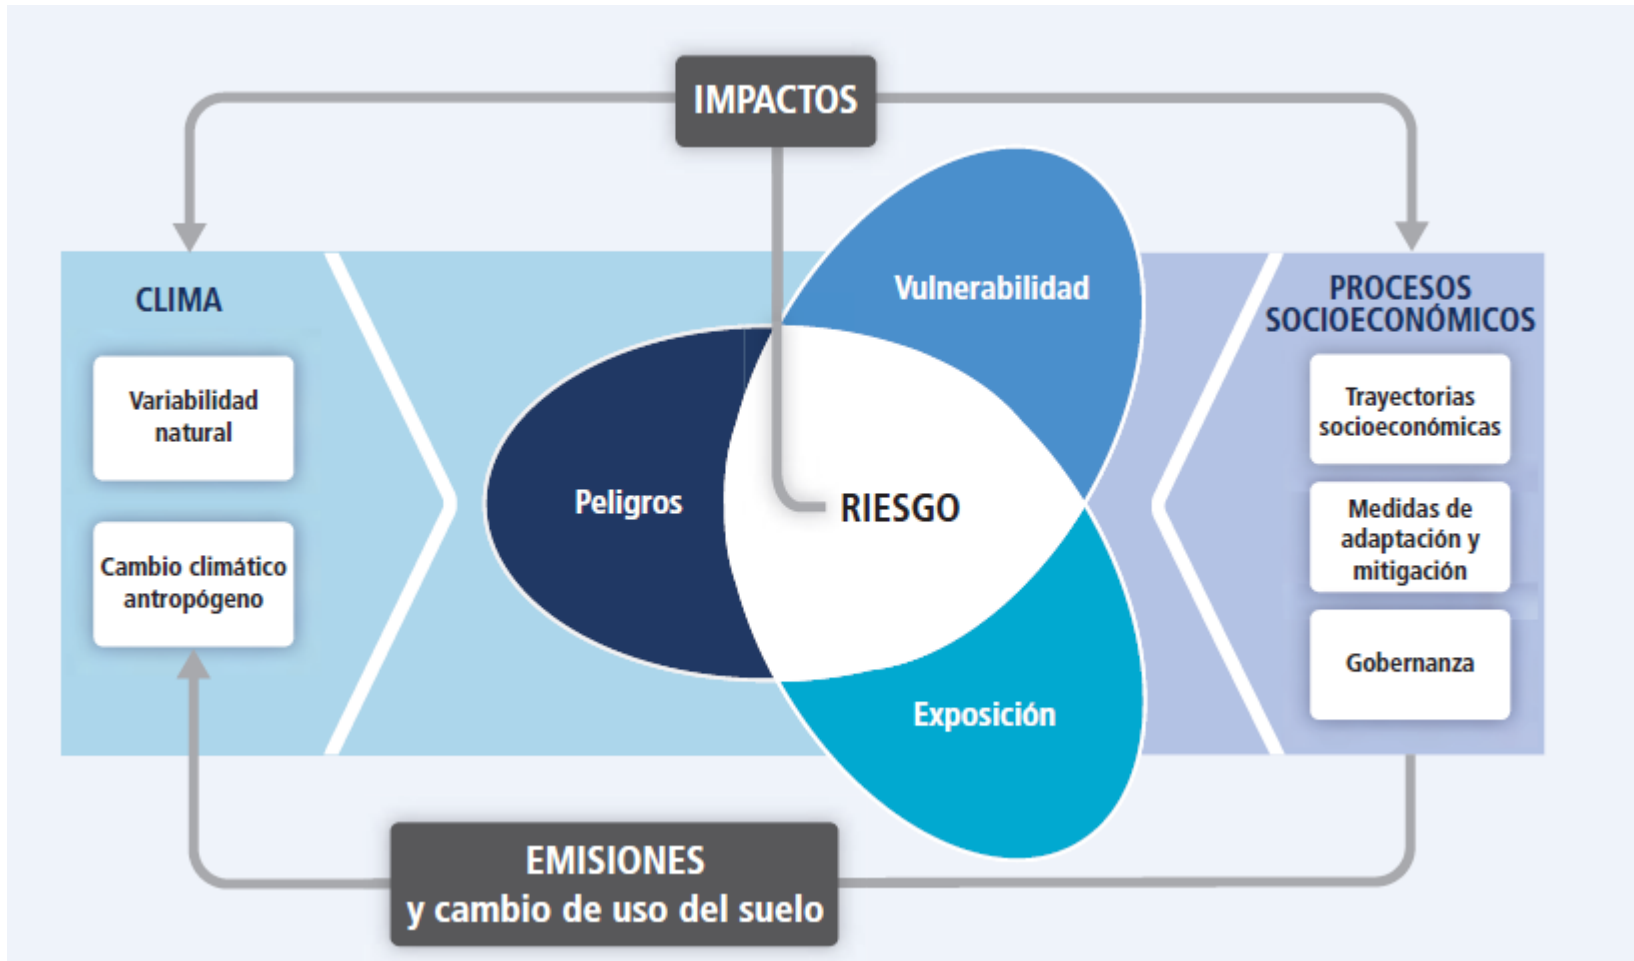 IMPACTOS
CLIMA
Variabilidad
natural
Cambio climático
antropógeno
Vulnerabilidad
Peligros
RIESGO
Exposición
PROCESOS
SOCIOECONÓMICOS
Trayectorias
socioeconómicas
Medidas de
adaptación y
mitigación
Gobernanza
EMISIONES
y cambio de uso del suelo